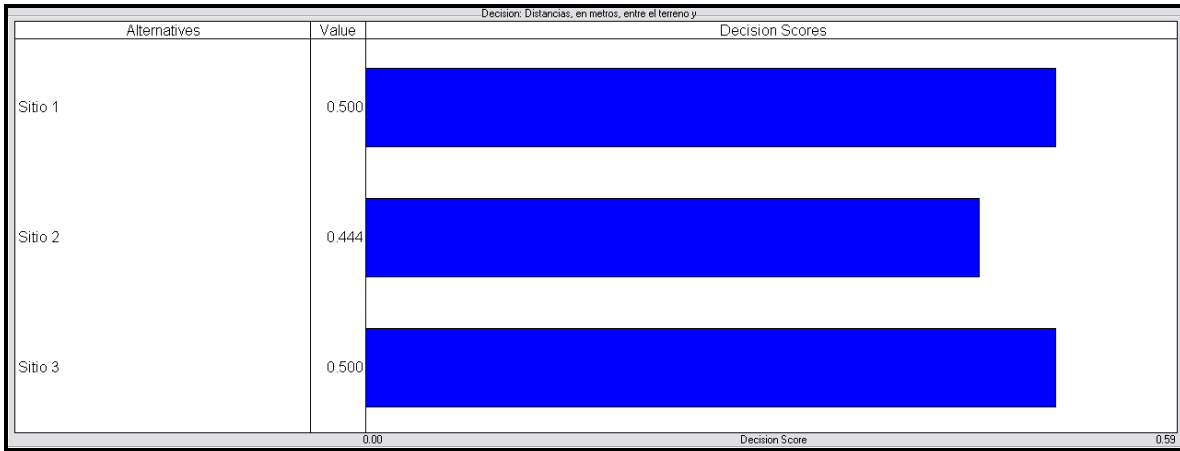 Decision: Distancias, en metros, entre el terreno y
Alternatives Value Decision Scores
Sitio 1 0.500
Sitio 2 0.444
Sitio 3 0.500
0.00 Decision Score 0.59